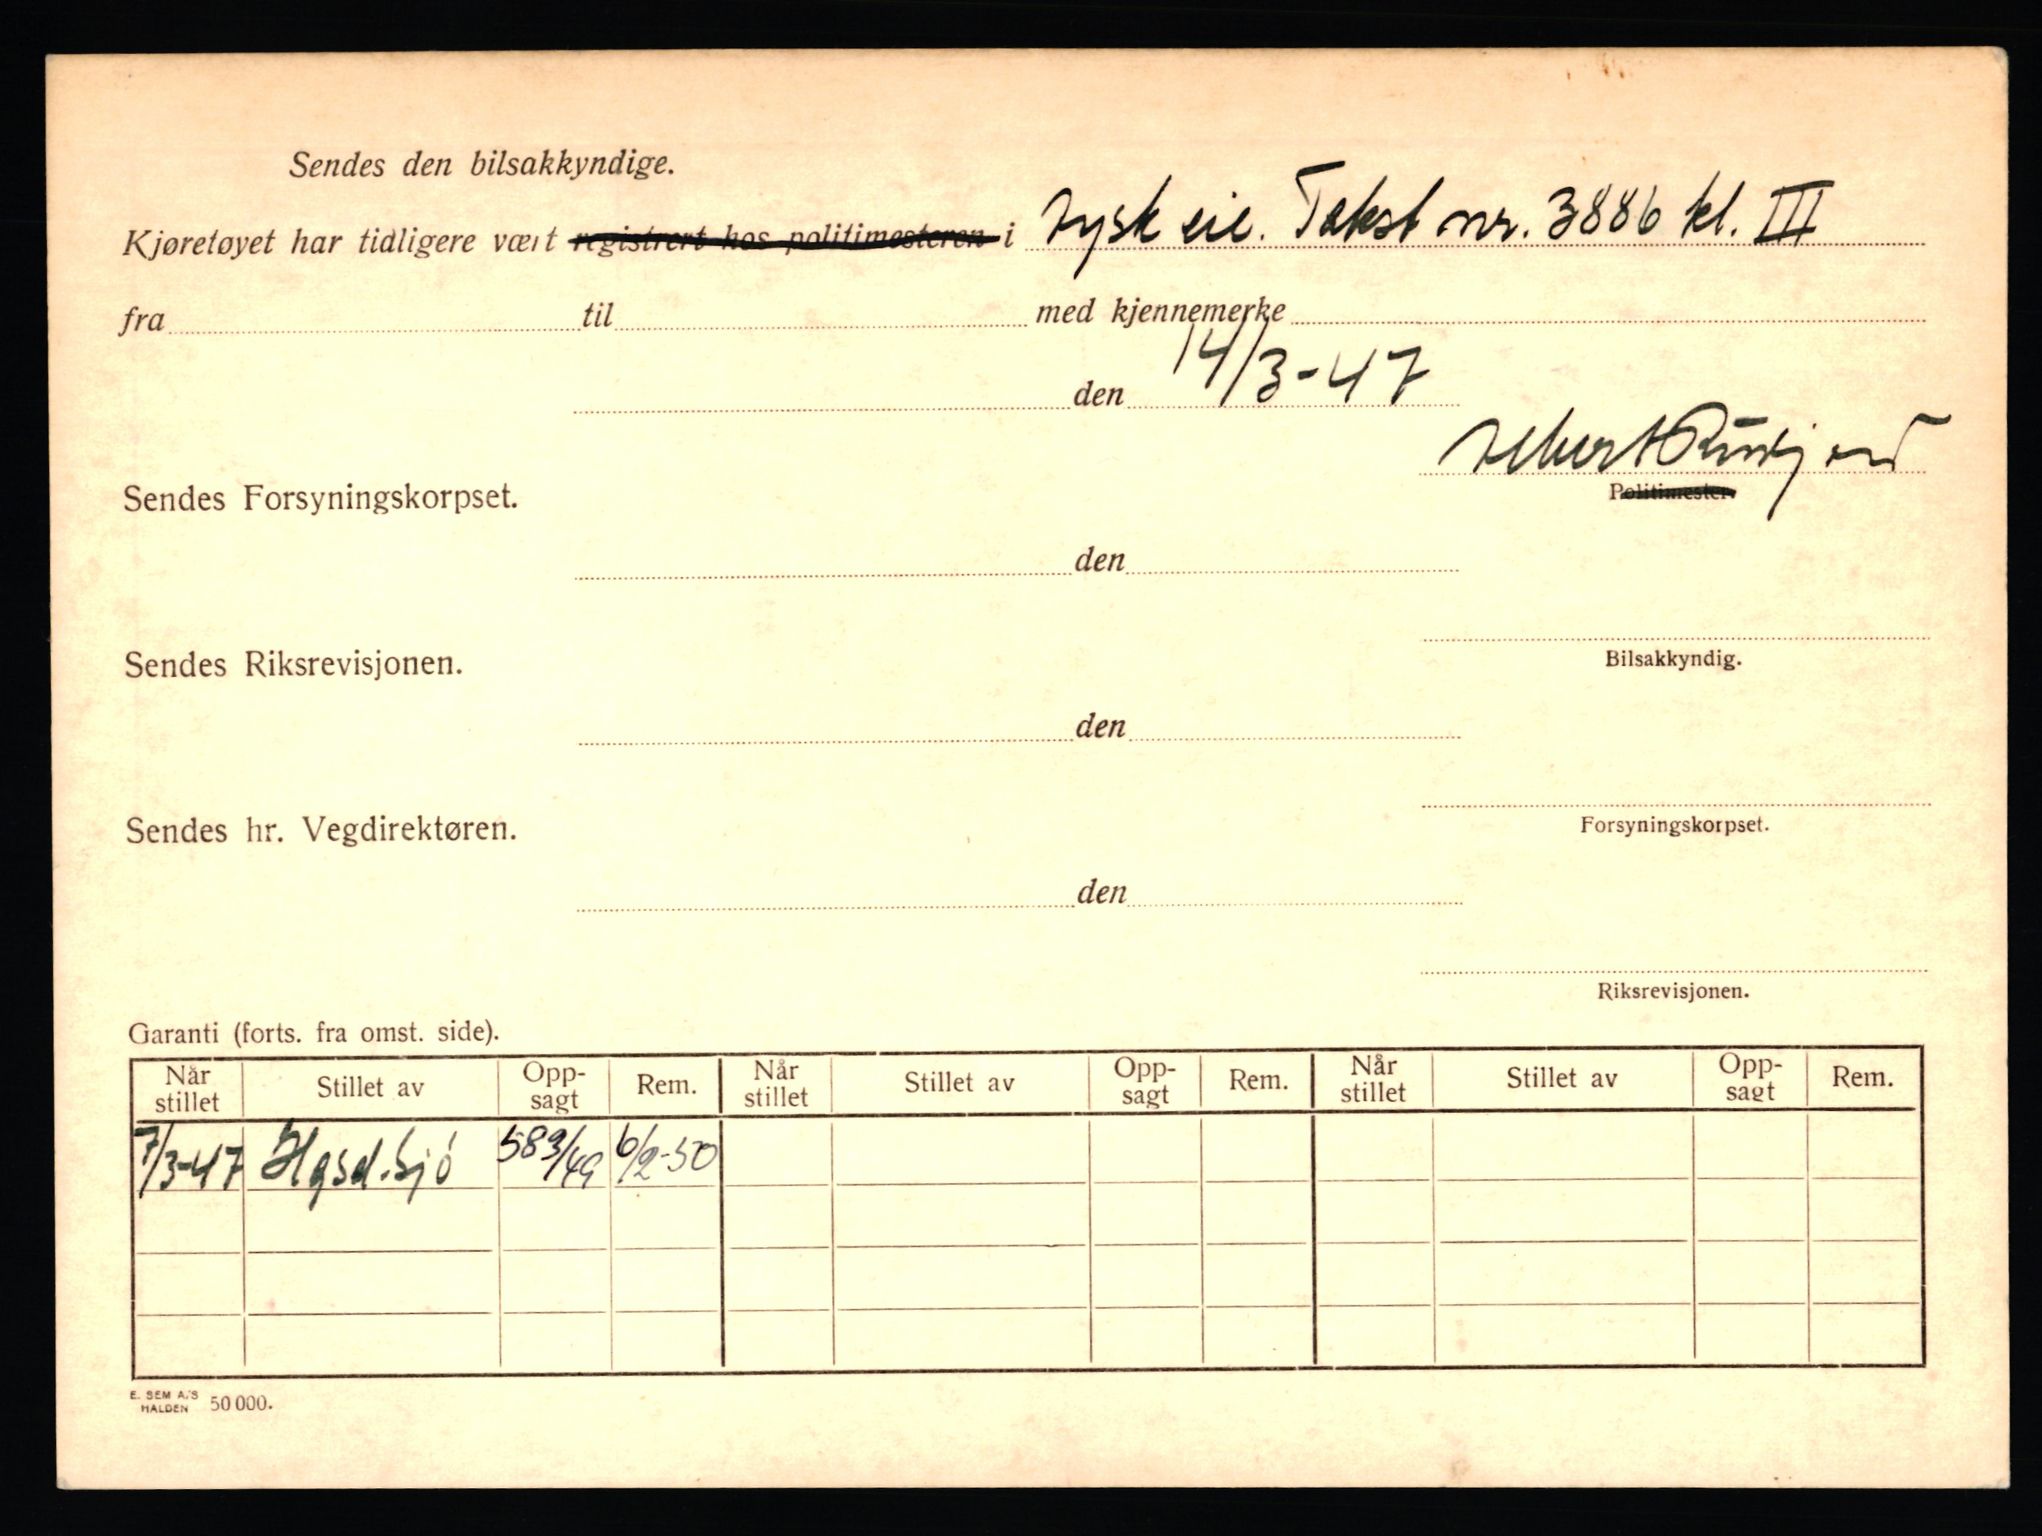 Sendes den bilsakkyndige.
Kjøretøyet har tidligere vært registrert hos politimesteren i tysk eie. Takst nr. 3886 kl. III
fra til med kjennemerke
den 14/3-47
Albert
Sendes Forsyningskorpset. Politimester.
den
Sendes Riksrevisjonen. Bilsakkyndig.
den
Sendes hr. Vegdirektøren. Forsyningskorpset.
den
Riksrevisjonen.
Garanti (forts. fra omst. side).
Når stillet Stillet av Opp-sagt Rem. Når stillet Stillet av Opp-sagt Rem. Når stillet Stillet av Opp-sagt Rem.
7/3-47 Hgsd. Sjø 583/49 6/2-50
E. SEM A/S
HALDEN 50 000.